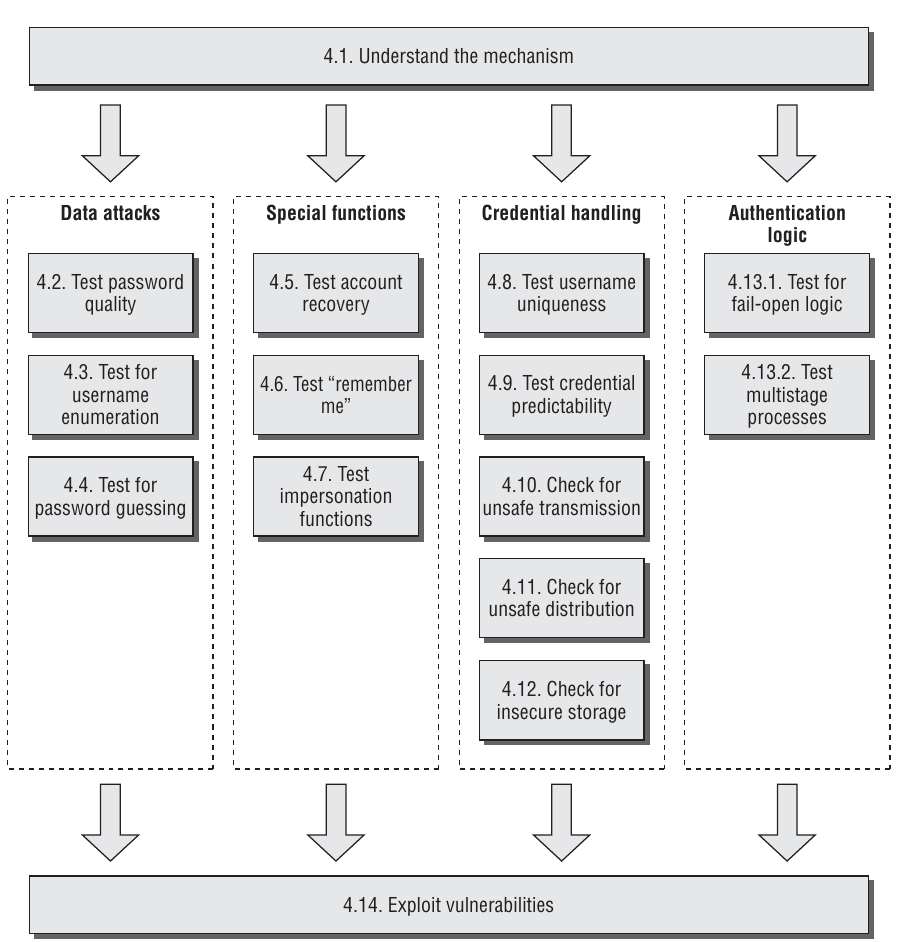 4.1. Understand the mechanism
Data attacks
4.2. Test password
quality
4.3. Test for
username
enumeration
4.4. Test for
password guessing
Special functions
4.5. Test account
recovery
4.6. Test “remember
me”
4.7. Test
impersonation
functions
Credential handling
4.8. Test username
uniqueness
4.9. Test credential
predictability
4.10. Check for
unsafe transmission
4.11. Check for
unsafe distribution
4.12. Check for
insecure storage
Authentication
logic
4.13.1. Test for
fail-open logic
4.13.2. Test
multistage
processes
4.14. Exploit vulnerabilities